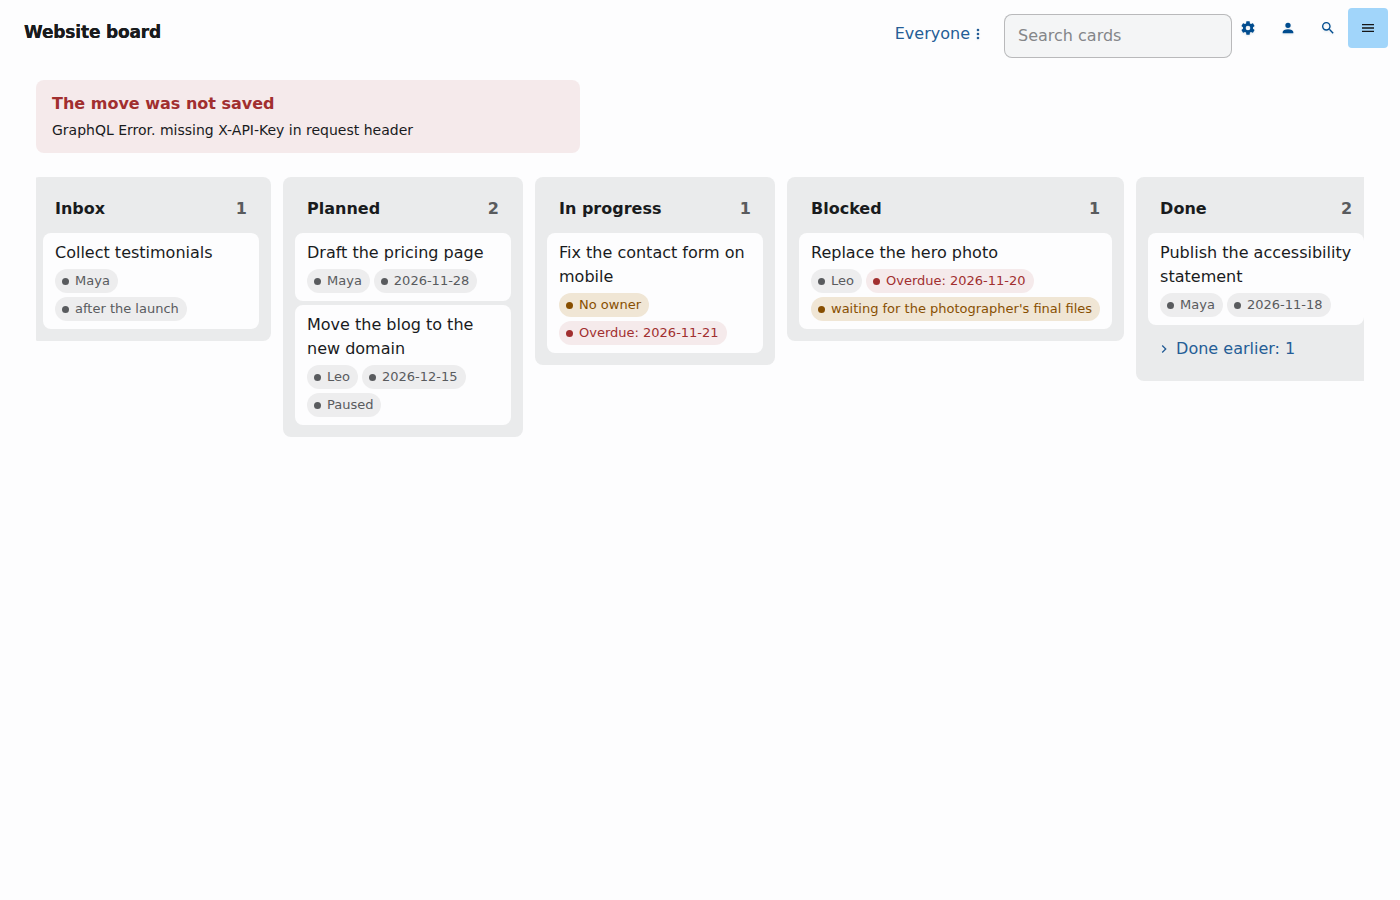 Website board
Everyone
Search cards
The move was not saved
GraphQL Error. missing X-API-Key in request header
Inbox 1
Collect testimonials
Maya
after the launch
Planned 2
Draft the pricing page
Maya 2026-11-28
Move the blog to the
new domain
Leo 2026-12-15
Paused
In progress 1
Fix the contact form on
mobile
No owner
Overdue: 2026-11-21
Blocked 1
Replace the hero photo
Leo Overdue: 2026-11-20
waiting for the photographer's final files
Done 2
Publish the accessibility
statement
Maya 2026-11-18
Done earlier: 1